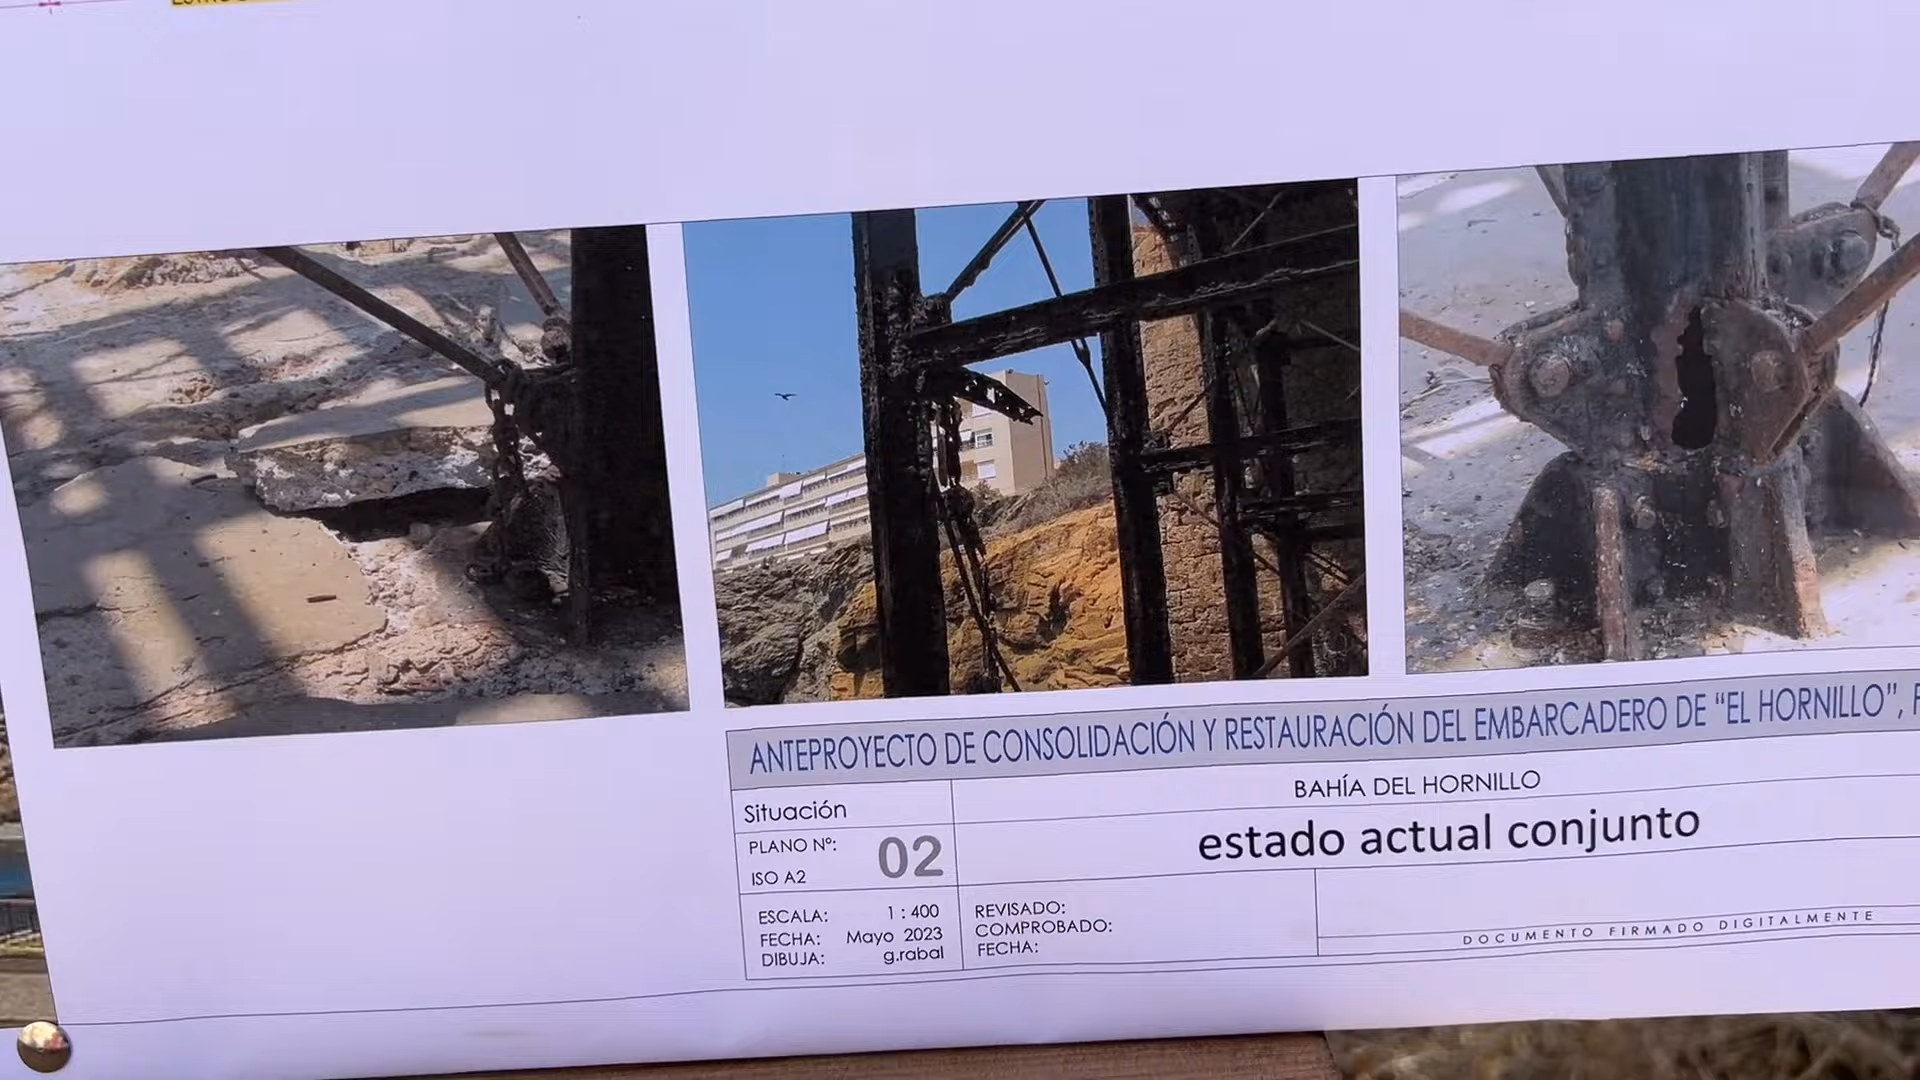 ANTEPROYECTO DE CONSOLIDACIÓN Y RESTAURACIÓN DEL EMBARCADERO DE “EL HORNILLO”,
BAHÍA DEL HORNILLO
Situación
estado actual conjunto
PLANO Nº: 02
ISO A2
ESCALA: 1 : 400
FECHA: Mayo 2023
DIBUJA: g.rabal
REVISADO:
COMPROBADO:
FECHA:
DOCUMENTO FIRMADO DIGITALMENTE